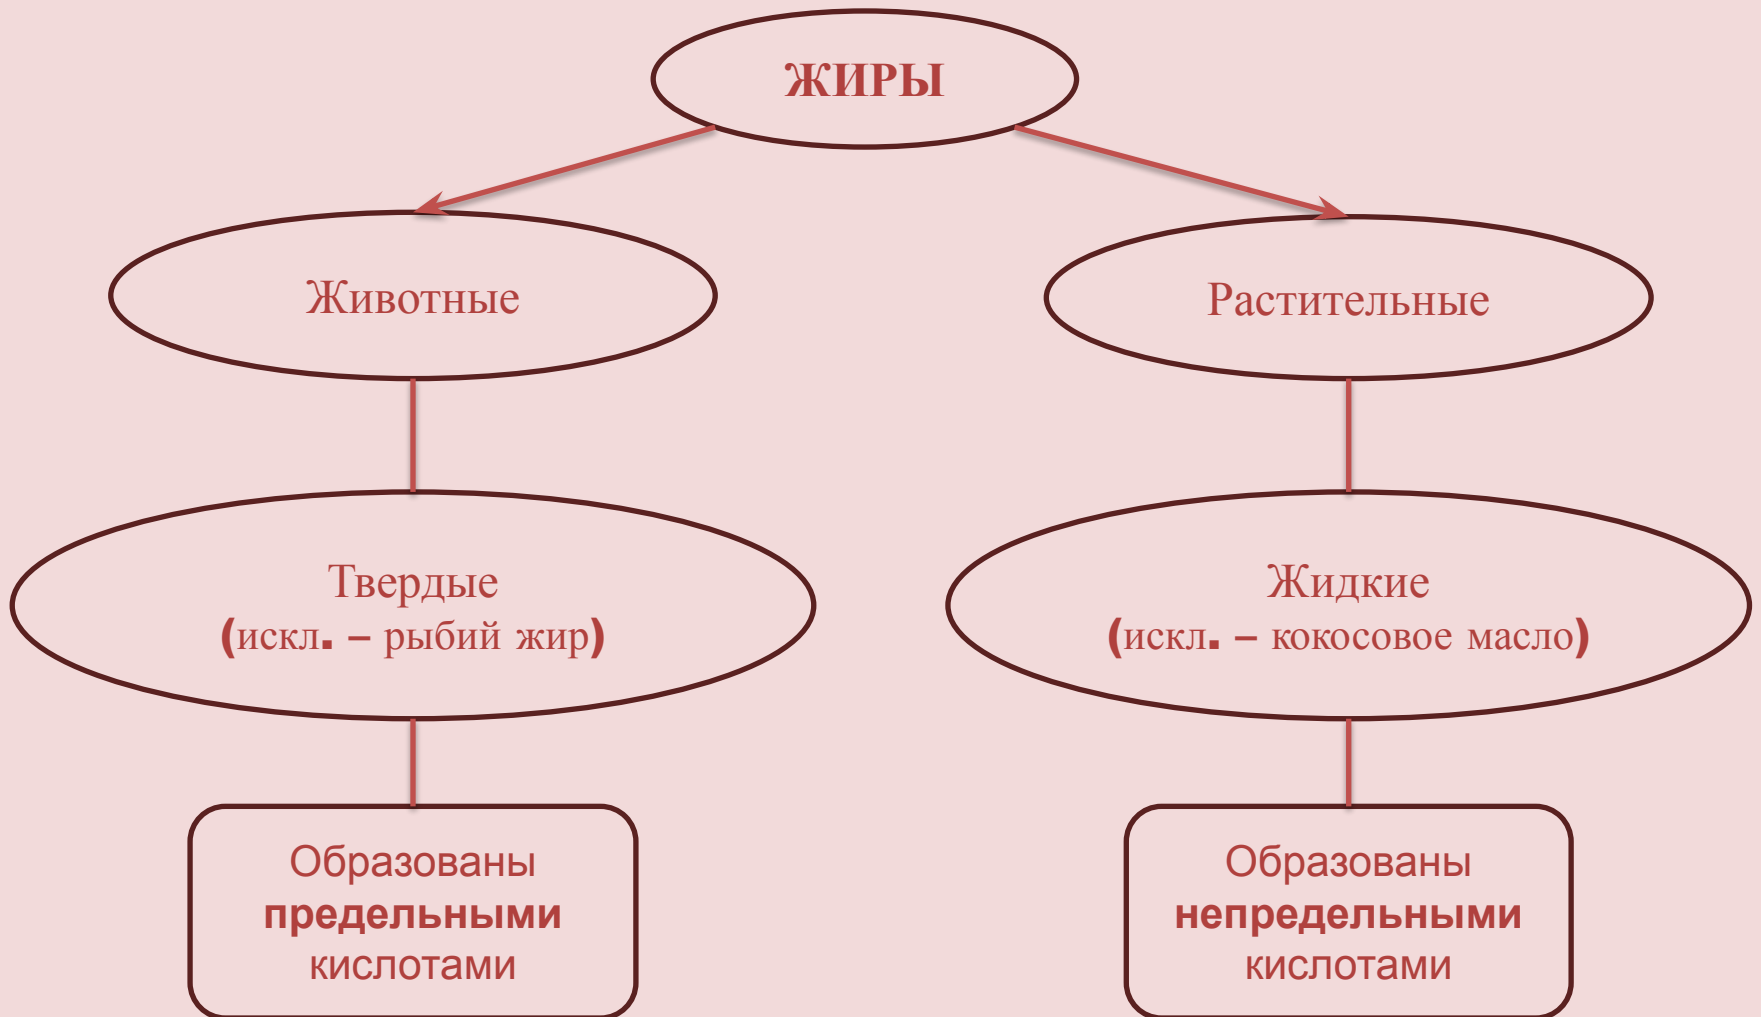 ЖИРЫ
Животные
Растительные
Твердые
(искл. – рыбий жир)
Жидкие
(искл. – кокосовое масло)
Образованы
предельными
кислотами
Образованы
непредельными
кислотами